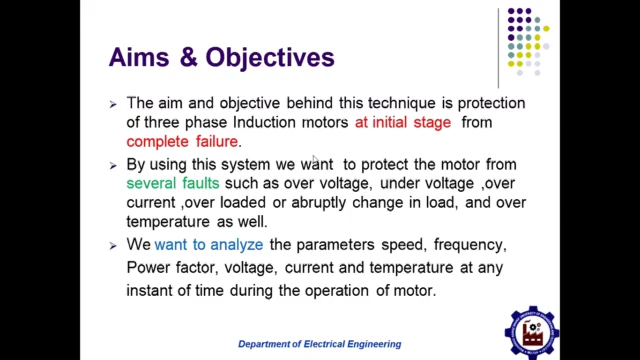 Aims & Objectives
The aim and objective behind this technique is protection
of three phase Induction motors at initial stage from
complete failure.
By using this system we want to protect the motor from
several faults such as over voltage, under voltage ,over
current ,over loaded or abruptly change in load, and over
temperature as well.
We want to analyze the parameters speed, frequency,
Power factor, voltage, current and temperature at any
instant of time during the operation of motor.
Department of Electrical Engineering